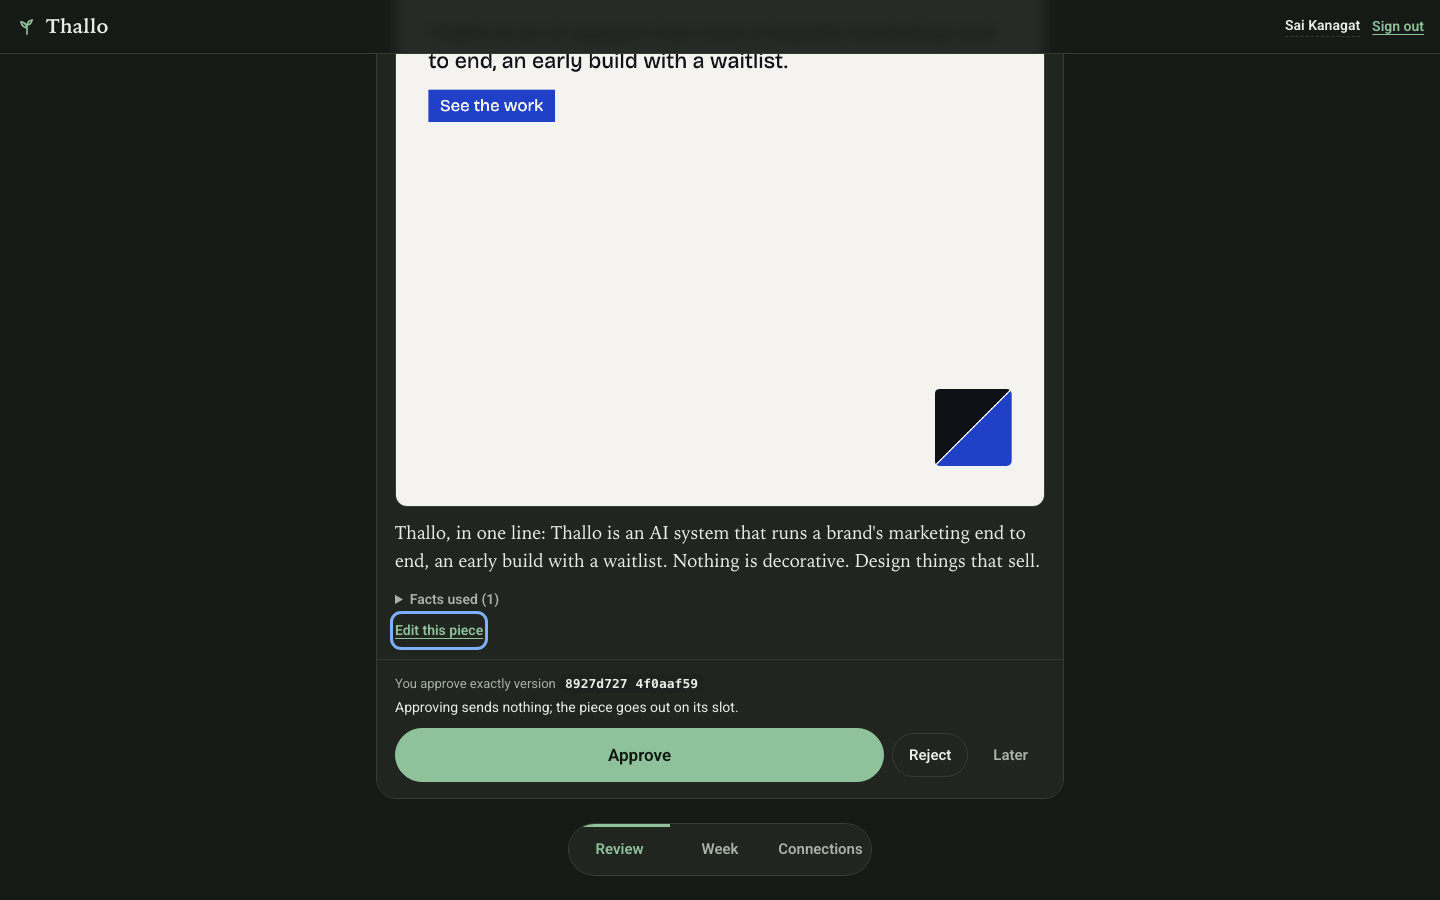 Thallo
Sai Kanagat
Sign out
to end, an early build with a waitlist.
See the work
Thallo, in one line: Thallo is an AI system that runs a brand's marketing end to
end, an early build with a waitlist. Nothing is decorative. Design things that sell.
Facts used (1)
Edit this piece
You approve exactly version 8927d727 4f0aaf59
Approving sends nothing; the piece goes out on its slot.
Approve
Reject
Later
Review
Week
Connections